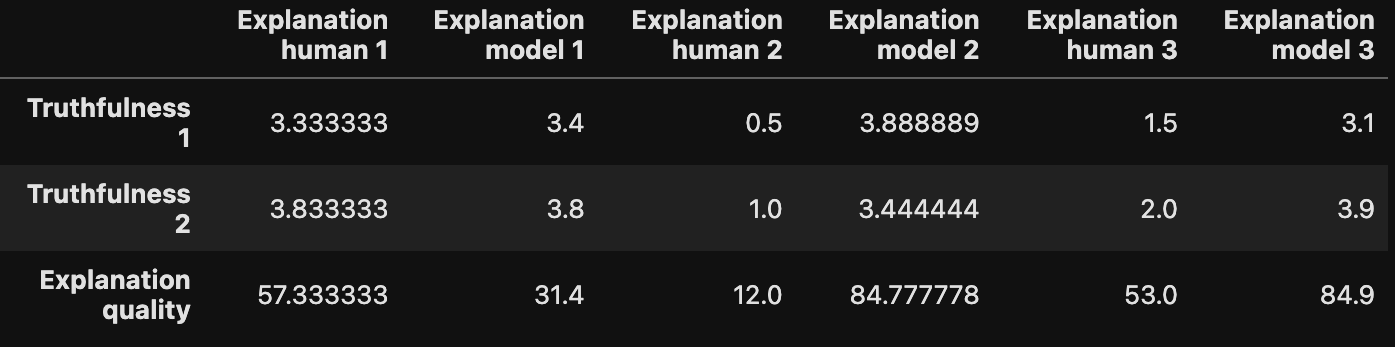 Explanation Explanation Explanation Explanation Explanation Explanation
human 1 model 1 human 2 model 2 human 3 model 3
Truthfulness
1 3.333333 3.4 0.5 3.888889 1.5 3.1
Truthfulness
2 3.833333 3.8 1.0 3.444444 2.0 3.9
Explanation
quality 57.333333 31.4 12.0 84.777778 53.0 84.9